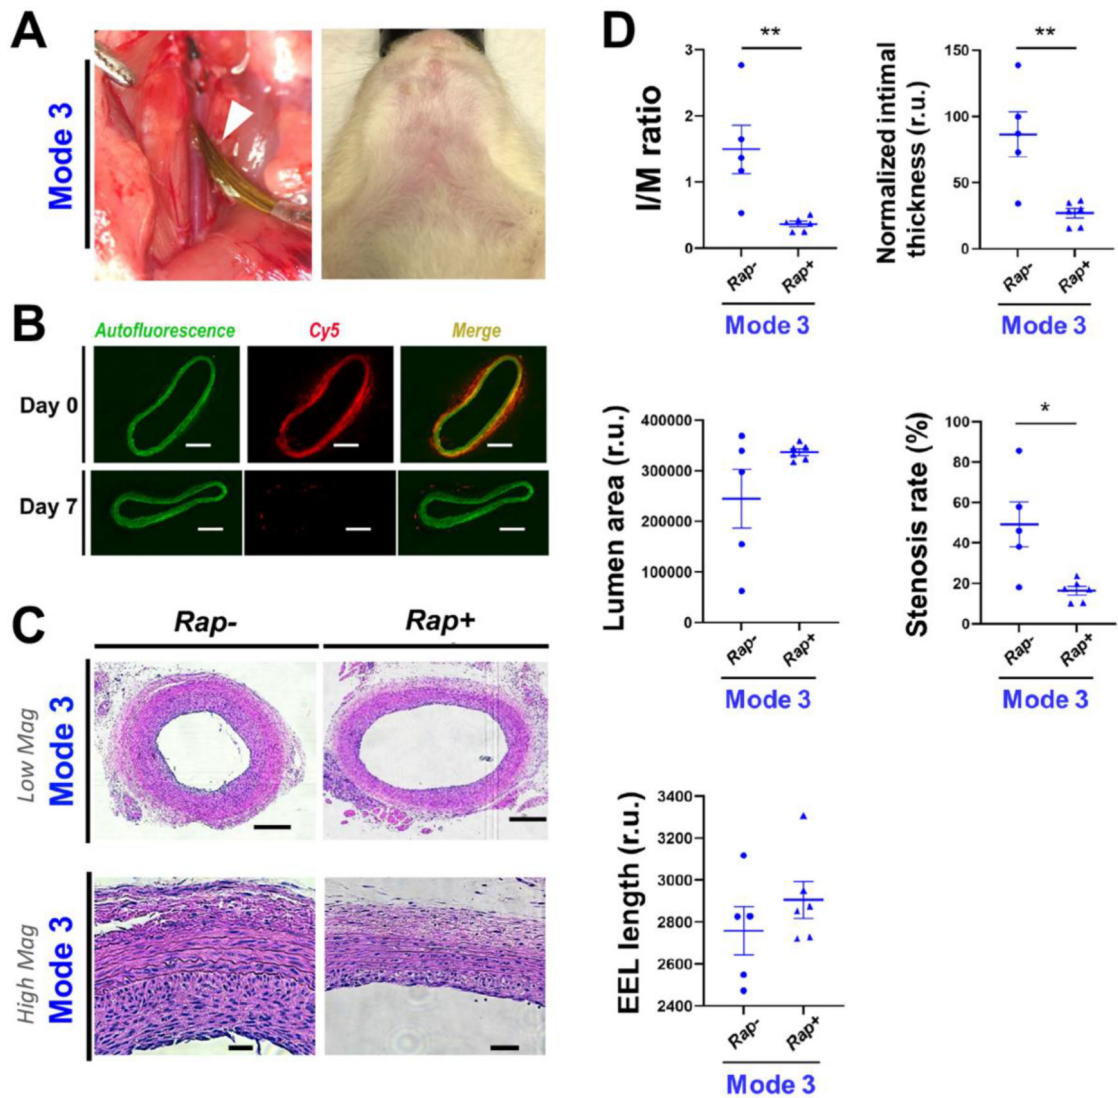 A
Mode 3
B
Autofluorescence Cy5 Merge
Day 0
Day 7
C
Rap- Rap+
Low Mag
Mode 3
High Mag
Mode 3
D
I/M ratio
3
2
1
0
**
Rap- Rap+
Mode 3
Normalized intimal
thickness (r.u.)
150
100
50
0
**
Rap- Rap+
Mode 3
Lumen area (r.u.)
400000
300000
200000
100000
0
Rap- Rap+
Mode 3
Stenosis rate (%)
100
80
60
40
20
0
*
Rap- Rap+
Mode 3
EEL length (r.u.)
3400
3200
3000
2800
2600
2400
Rap- Rap+
Mode 3